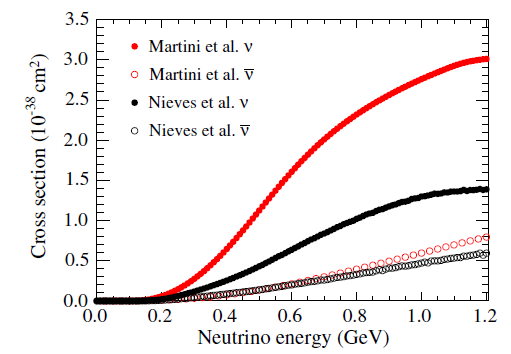 3.5
3.0
2.5
2.0
1.5
1.0
0.5
0.0
Cross section (10⁻³⁸ cm²)
Martini et al. ν
Martini et al. ν̅
Nieves et al. ν
Nieves et al. ν̅
0.0 0.2 0.4 0.6 0.8 1.0 1.2
Neutrino energy (GeV)